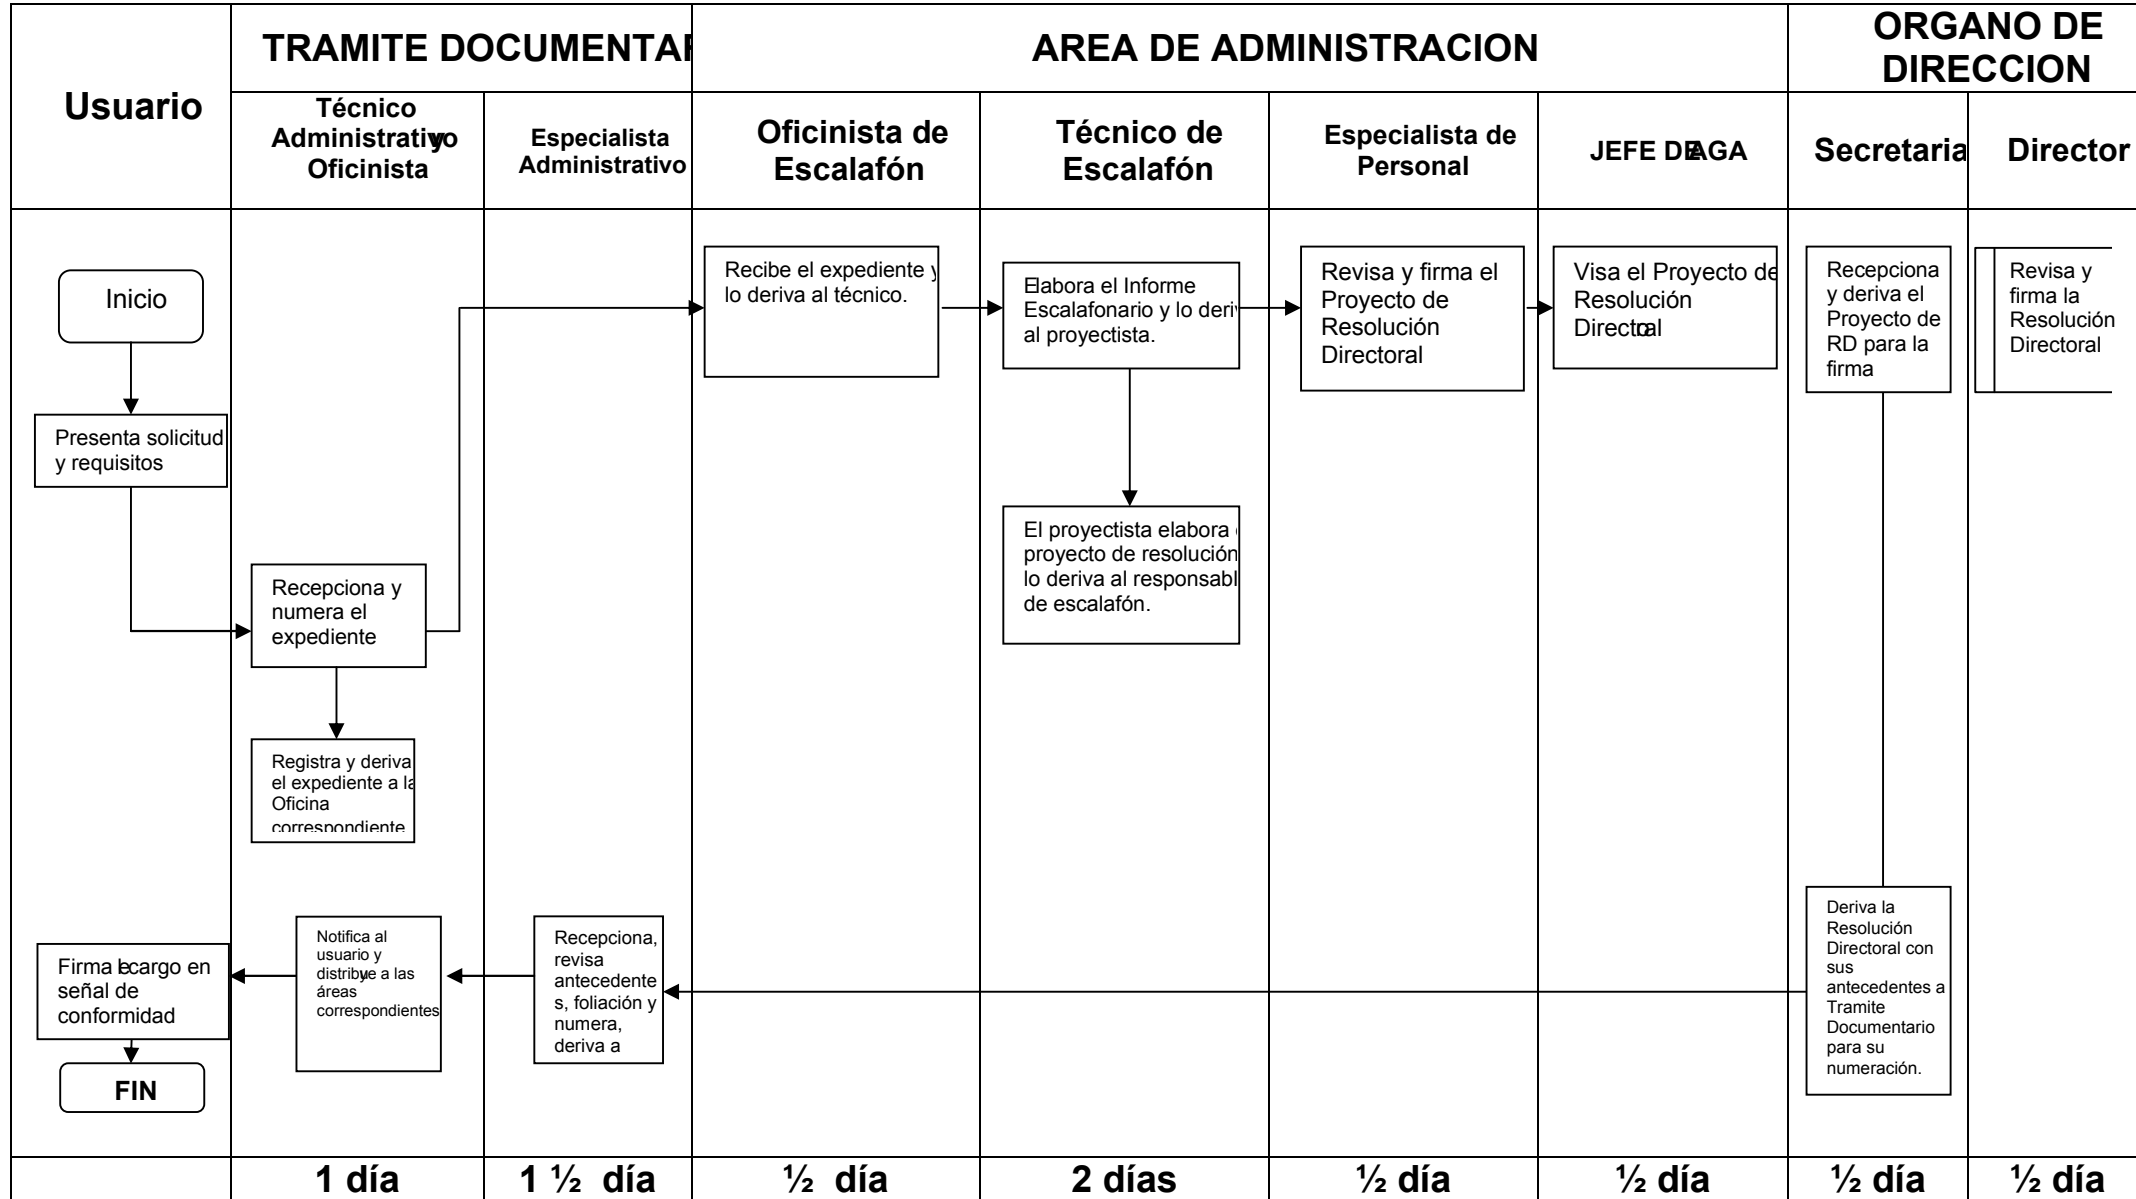 Usuario
TRAMITE DOCUMENTAR
AREA DE ADMINISTRACION
ORGANO DE
DIRECCION
Técnico
Administrativo y
Oficinista
Especialista
Administrativo
Oficinista de
Escalafón
Técnico de
Escalafón
Especialista de
Personal
JEFE DE AGA
Secretaria
Director
Inicio
Presenta solicitud
y requisitos
Recepciona y
numera el
expediente
Registra y deriva
el expediente a la
Oficina
correspondiente
Recibe el expediente y
lo deriva al técnico.
Elabora el Informe
Escalafonario y lo deriv
al proyectista.
El proyectista elabora
proyecto de resolución
lo deriva al responsabl
de escalafón.
Revisa y firma el
Proyecto de
Resolución
Directoral
Visa el Proyecto de
Resolución
Directoral
Recepciona
y deriva el
Proyecto de
RD para la
firma
Revisa y
firma la
Resolución
Directoral
Deriva la
Resolución
Directoral con
sus
antecedentes a
Tramite
Documentario
para su
numeración.
Recepciona,
revisa
antecedente
s, foliación y
numera,
deriva a
Notifica al
usuario y
distribuye a las
áreas
correspondientes
Firma el cargo en
señal de
conformidad
FIN
1 día
1 ½ día
½ día
2 días
½ día
½ día
½ día
½ día